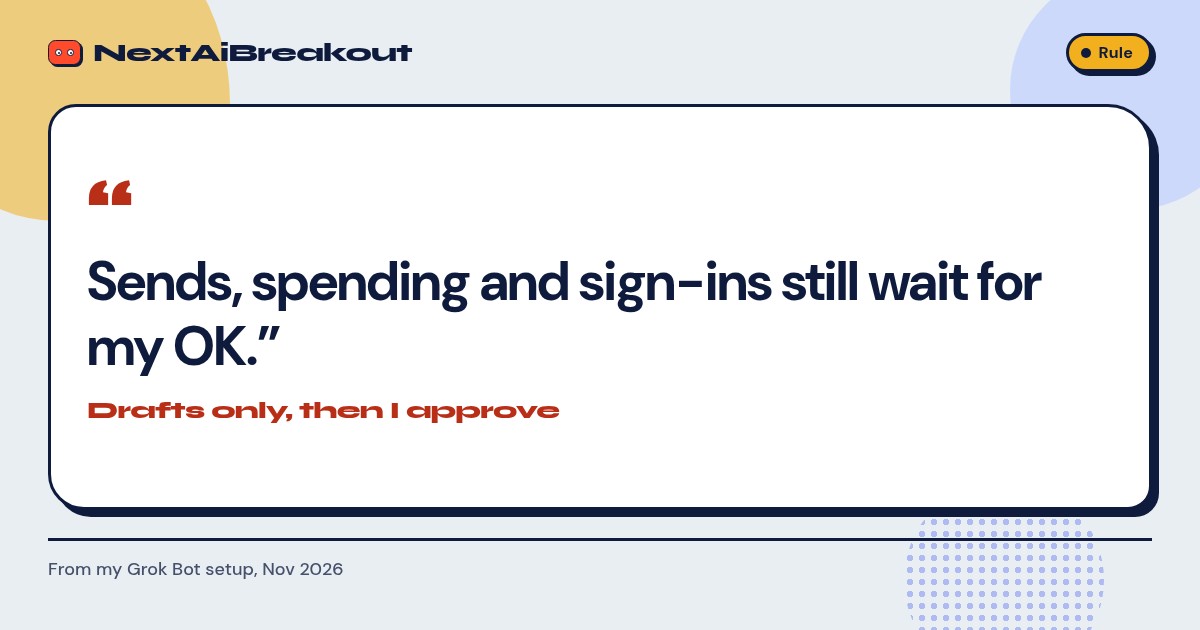 NextAiBreakout
Rule
“
Sends, spending and sign-ins still wait for
my OK.”
Drafts only, then I approve
From my Grok Bot setup, Nov 2026